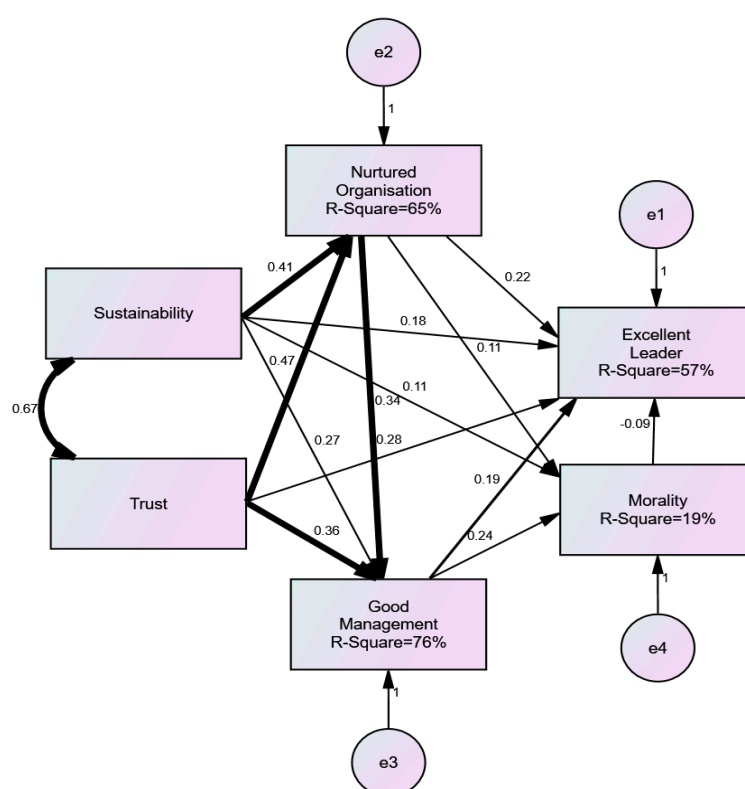 e2
1
Nurtured
Organisation
R-Square=65%
e1
1
0.41
0.22
Sustainability
0.18
Excellent
Leader
R-Square=57%
0.11
0.47
0.11
0.67
0.34
-0.09
0.27
0.28
0.19
Trust
Morality
R-Square=19%
0.36
0.24
1
Good
Management
R-Square=76%
e4
1
e3